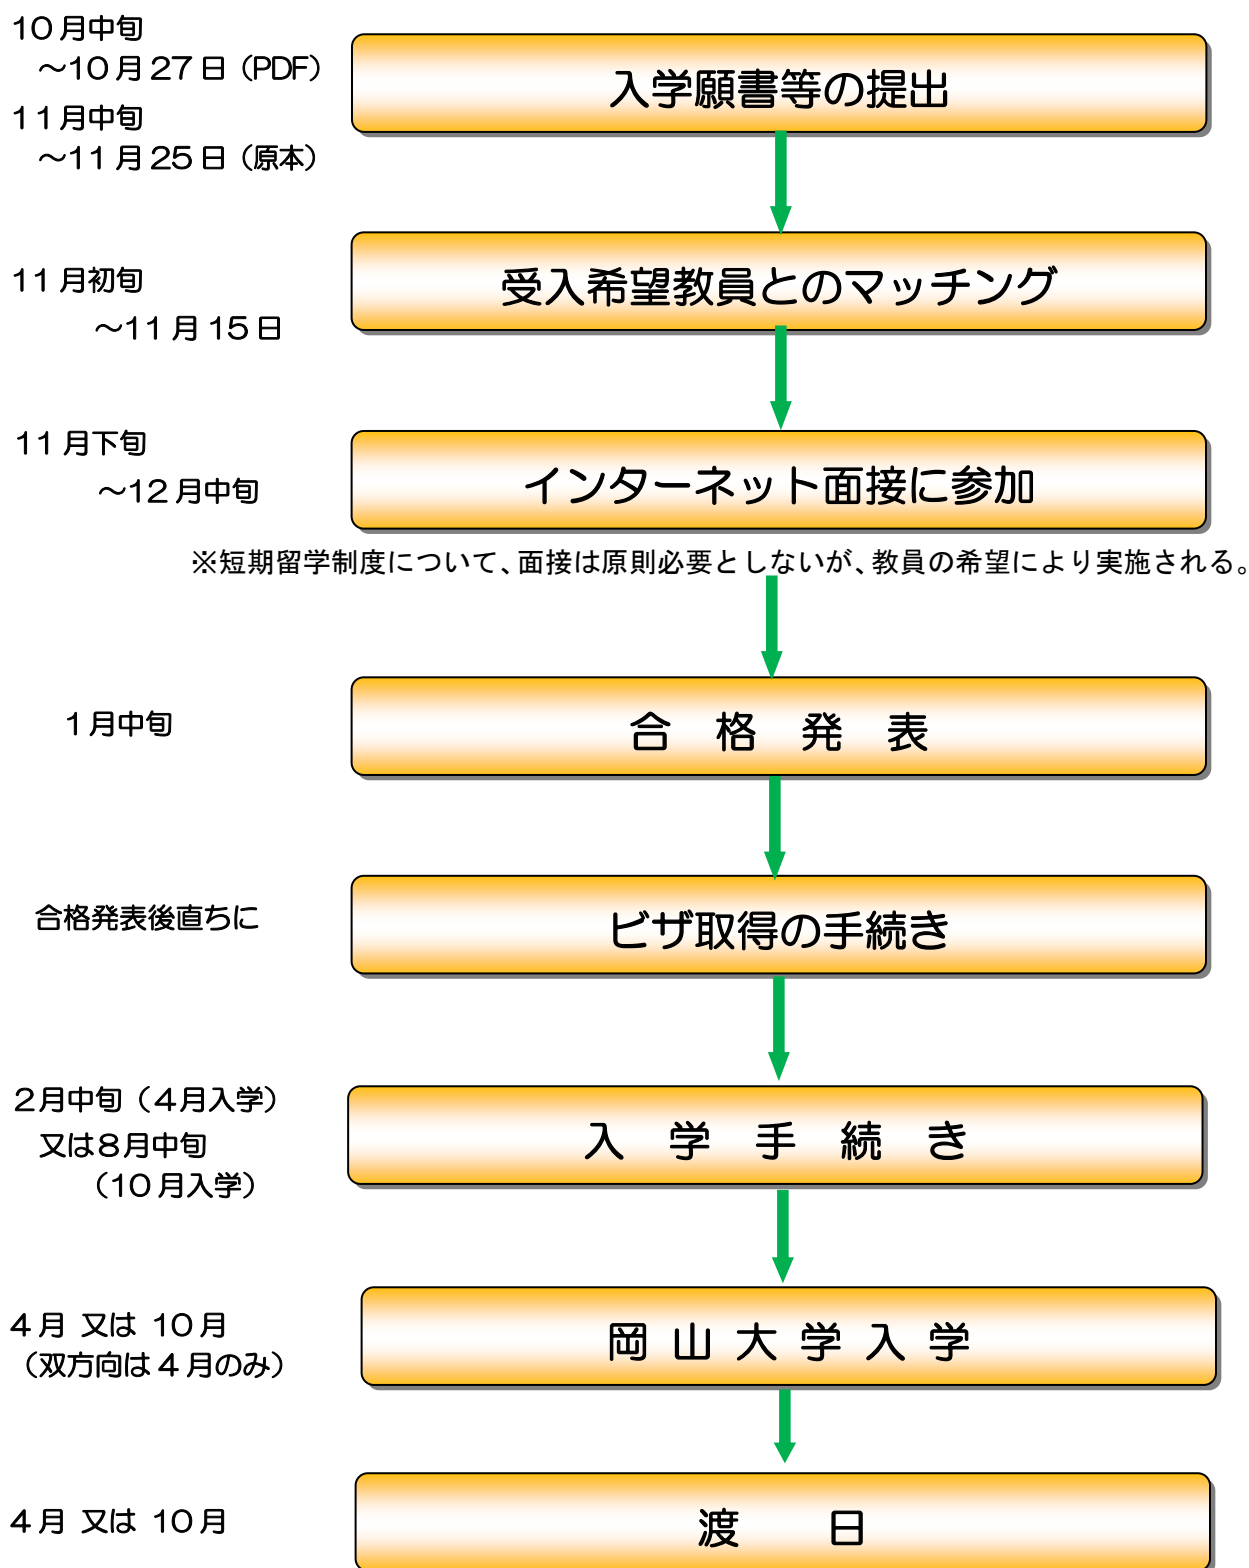 10月中旬
～10月27日（PDF）
11月中旬
～11月25日（原本）
入学願書等の提出
11月初旬
～11月15日
受入希望教員とのマッチング
11月下旬
～12月中旬
インターネット面接に参加
※短期留学制度について、面接は原則必要としないが、教員の希望により実施される。
1月中旬
合　格　発　表
合格発表後直ちに
ビザ取得の手続き
2月中旬（4月入学）
又は8月中旬
（10月入学）
入　学　手　続　き
4月 又は 10月
（双方向は4月のみ）
岡 山 大 学 入 学
4月 又は 10月
渡　　日